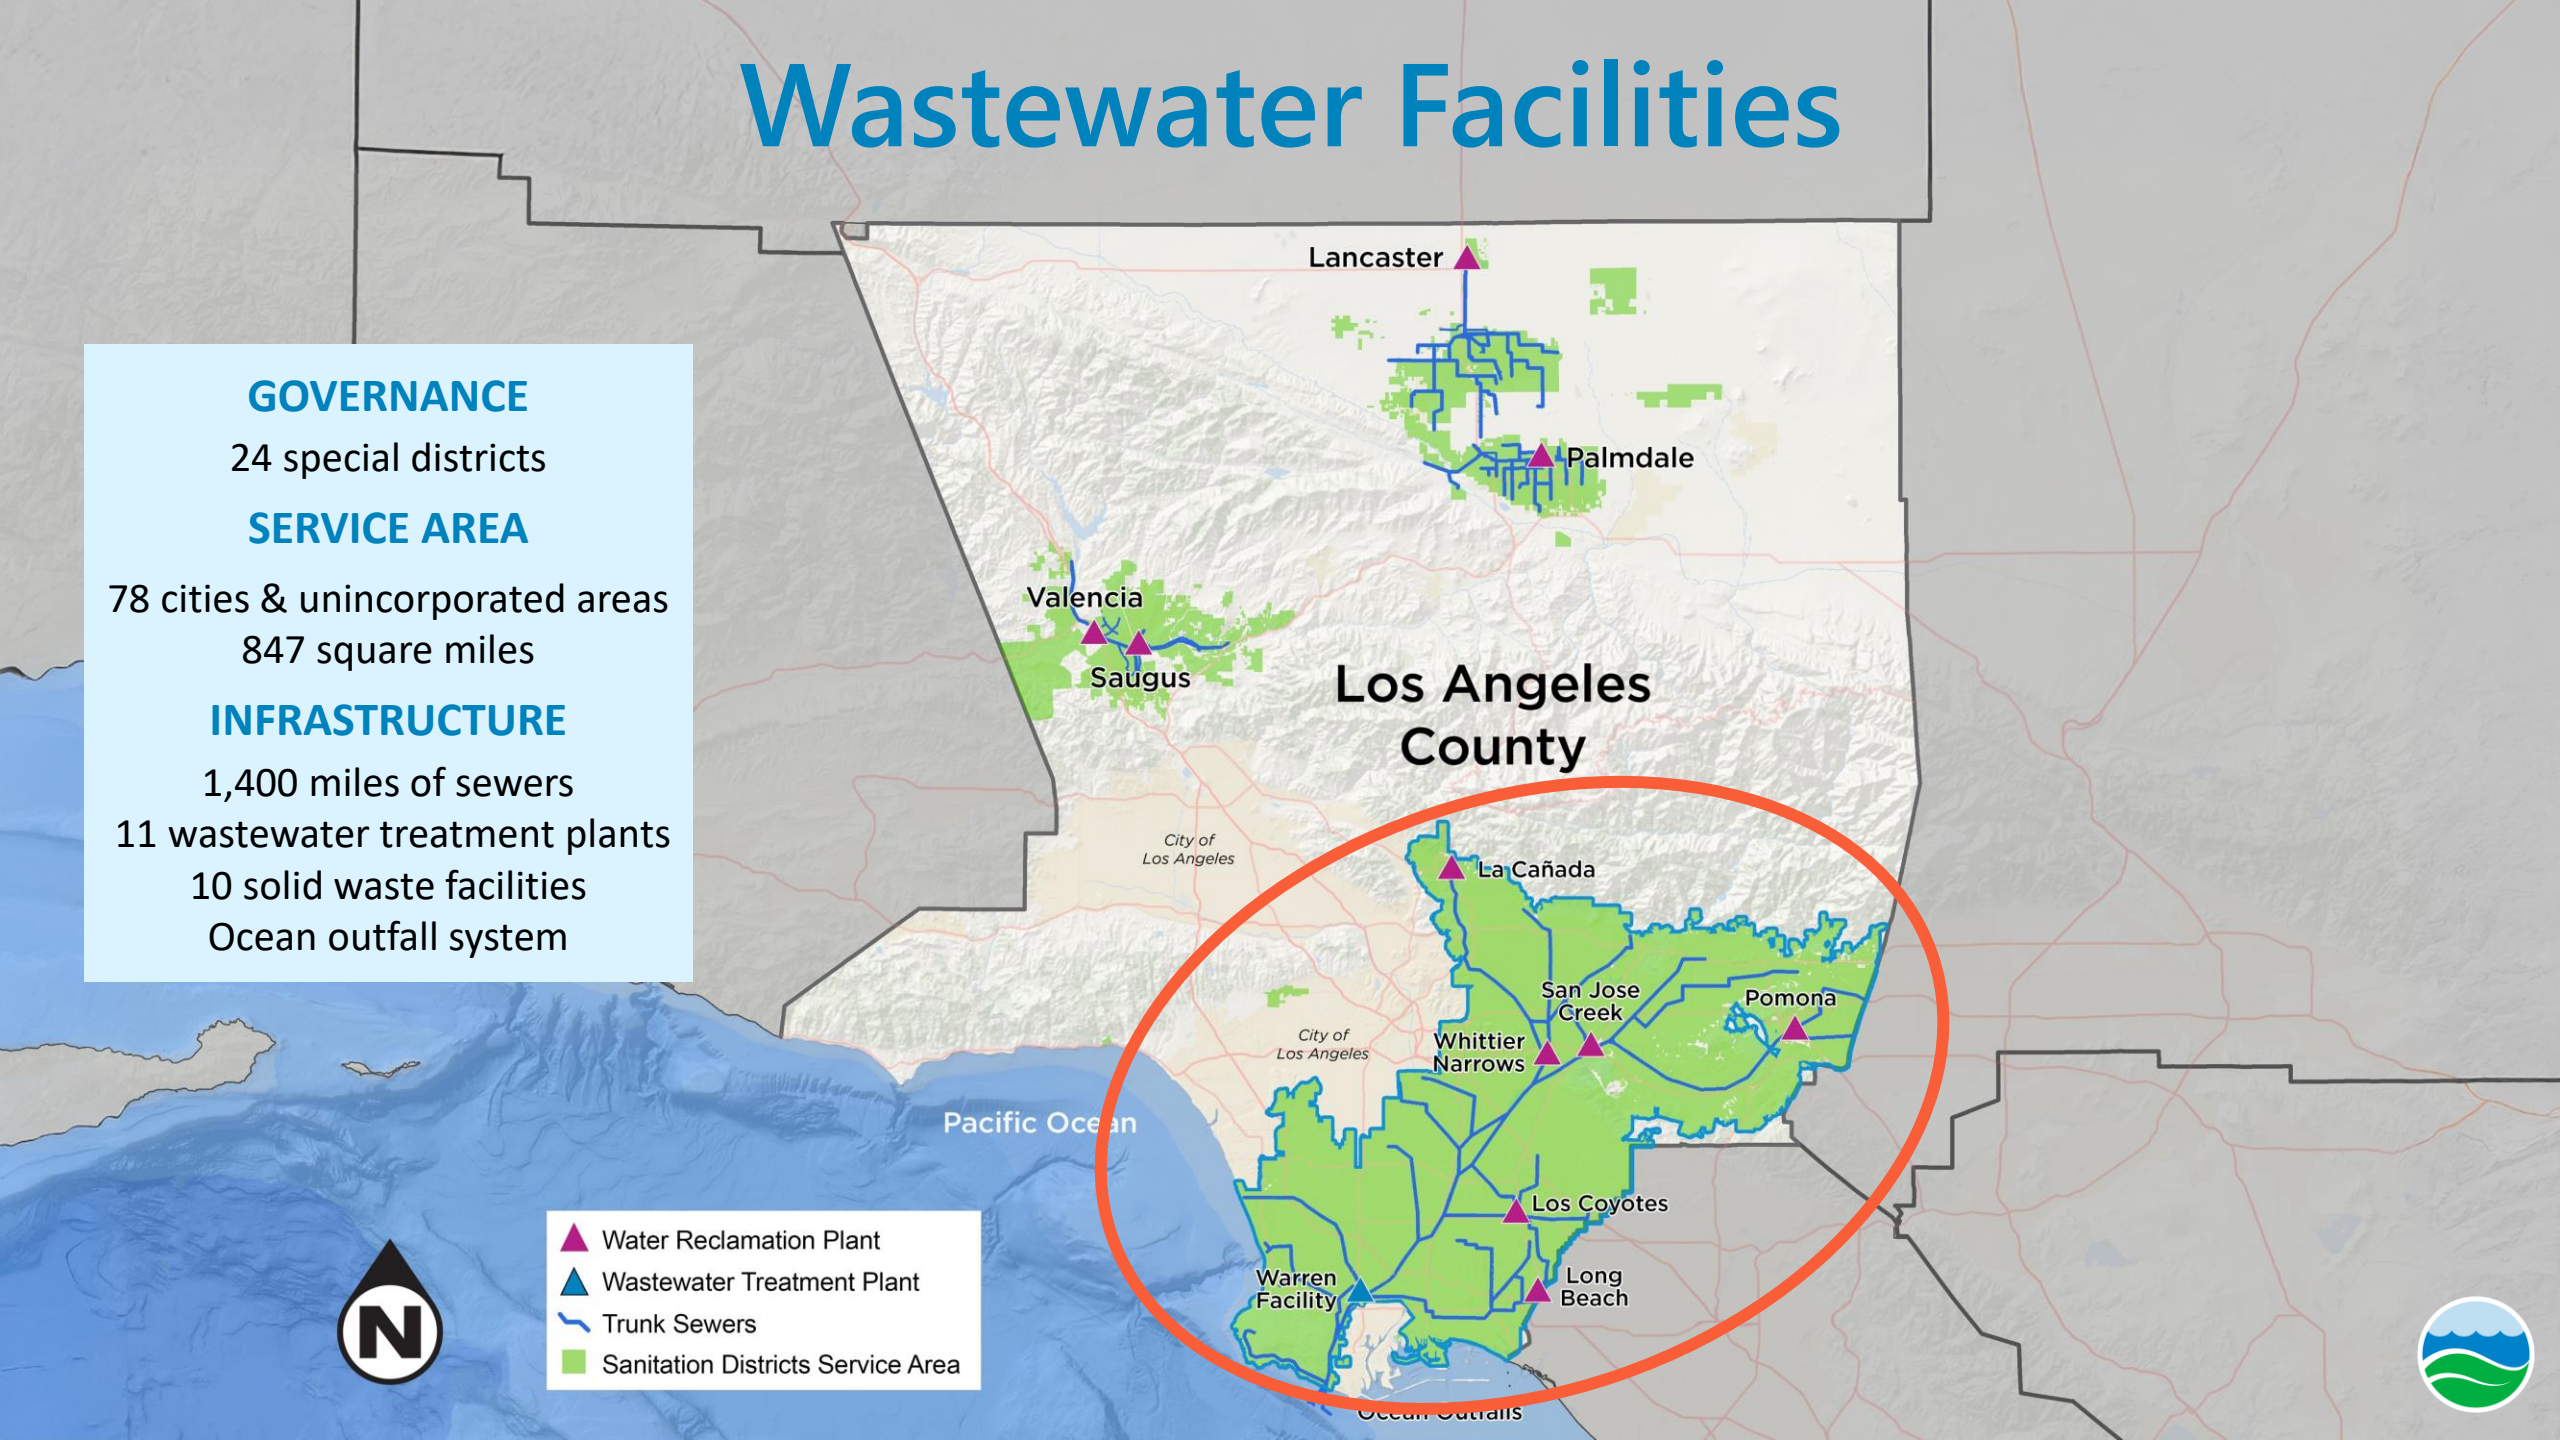 Wastewater Facilities
GOVERNANCE
24 special districts
SERVICE AREA
78 cities & unincorporated areas
847 square miles
INFRASTRUCTURE
1,400 miles of sewers
11 wastewater treatment plants
10 solid waste facilities
Ocean outfall system
Lancaster
Palmdale
Valencia
Saugus
Los Angeles
County
City of
Los Angeles
La Cañada
San Jose
Creek
Pomona
Whittier
Narrows
City of
Los Angeles
Pacific Ocean
Los Coyotes
Warren
Facility
Long
Beach
Ocean Outfalls
Water Reclamation Plant
Wastewater Treatment Plant
Trunk Sewers
Sanitation Districts Service Area
N